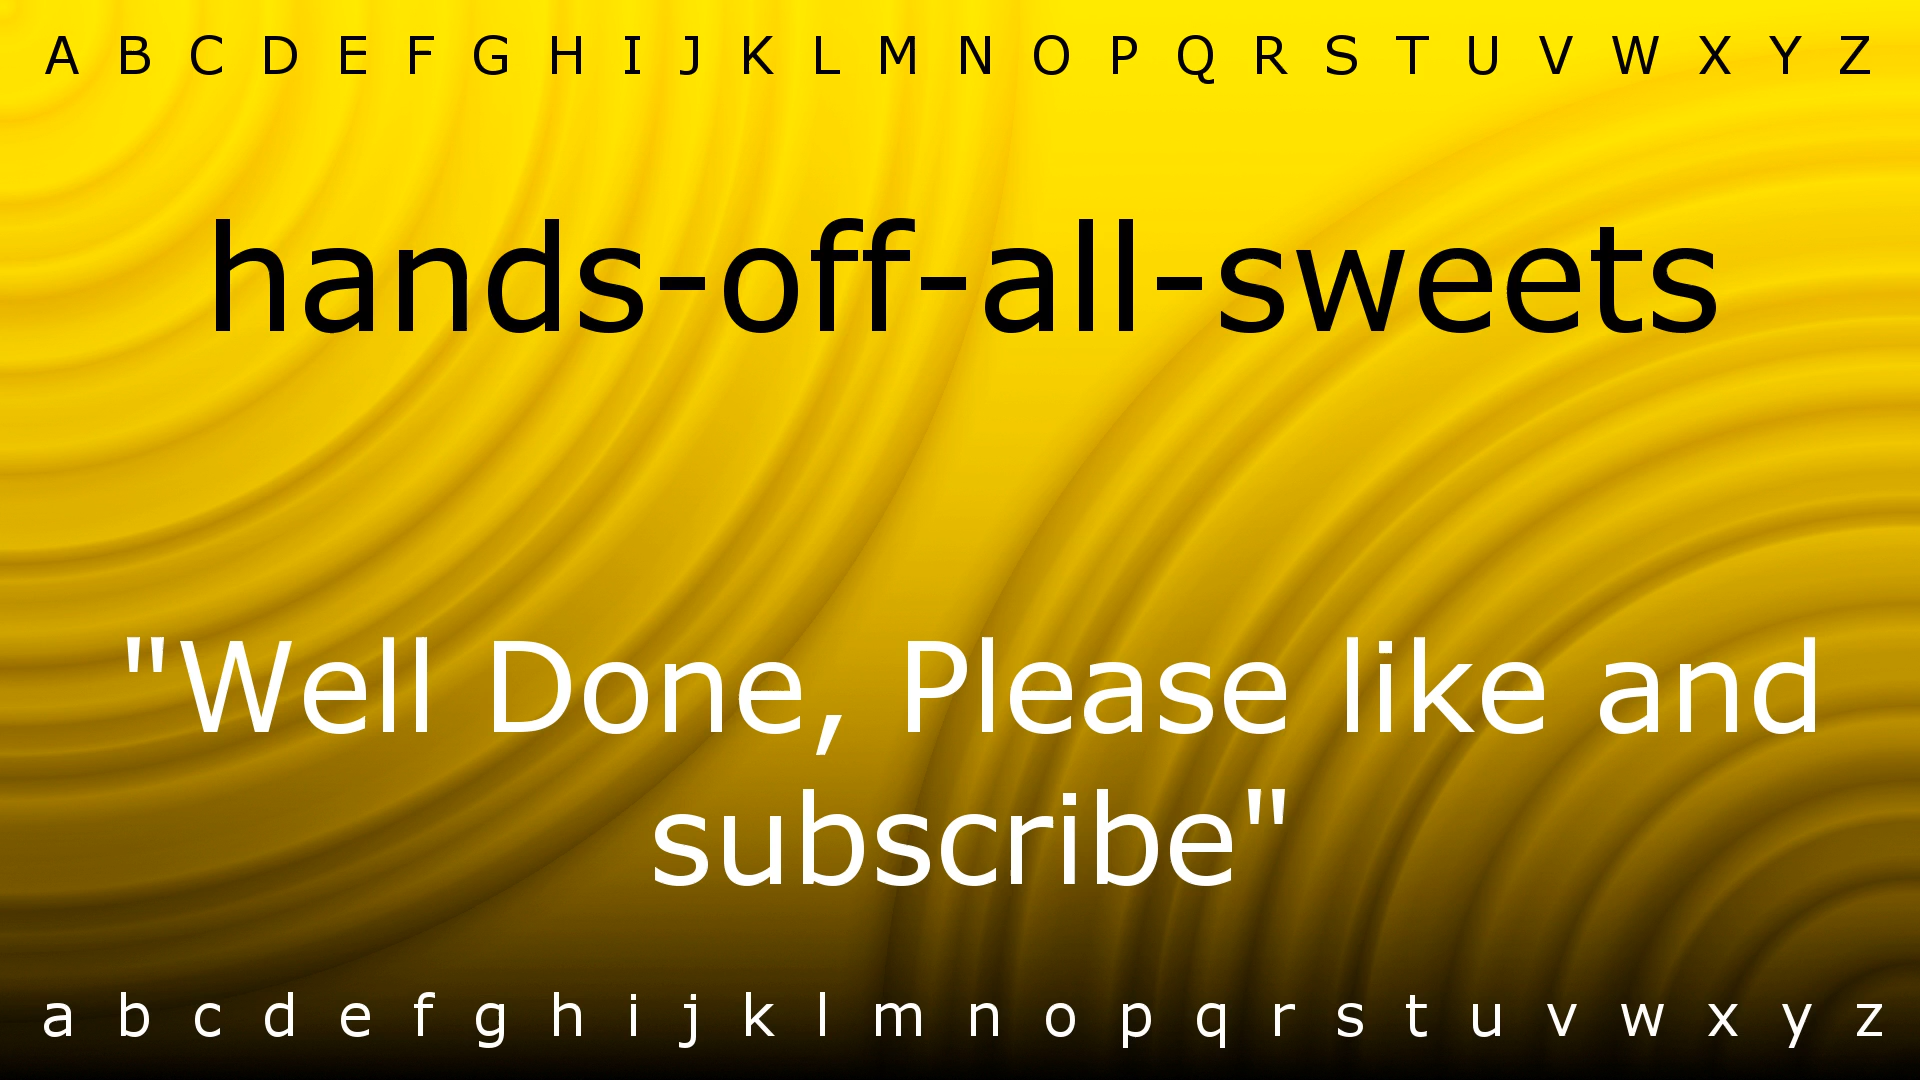 A B C D E F G H I J K L M N O P Q R S T U V W X Y Z
hands-off-all-sweets
"Well Done, Please like and
subscribe"
a b c d e f g h i j k l m n o p q r s t u v w x y z